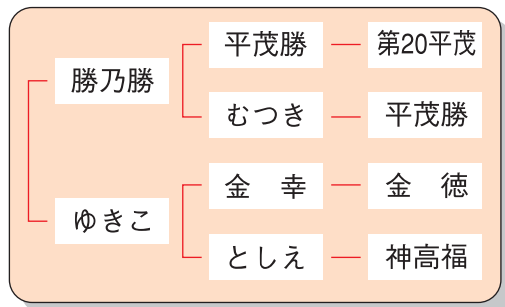 勝乃勝
平茂勝
第20平茂
むつき
平茂勝
ゆきこ
金　幸
金　徳
としえ
神高福